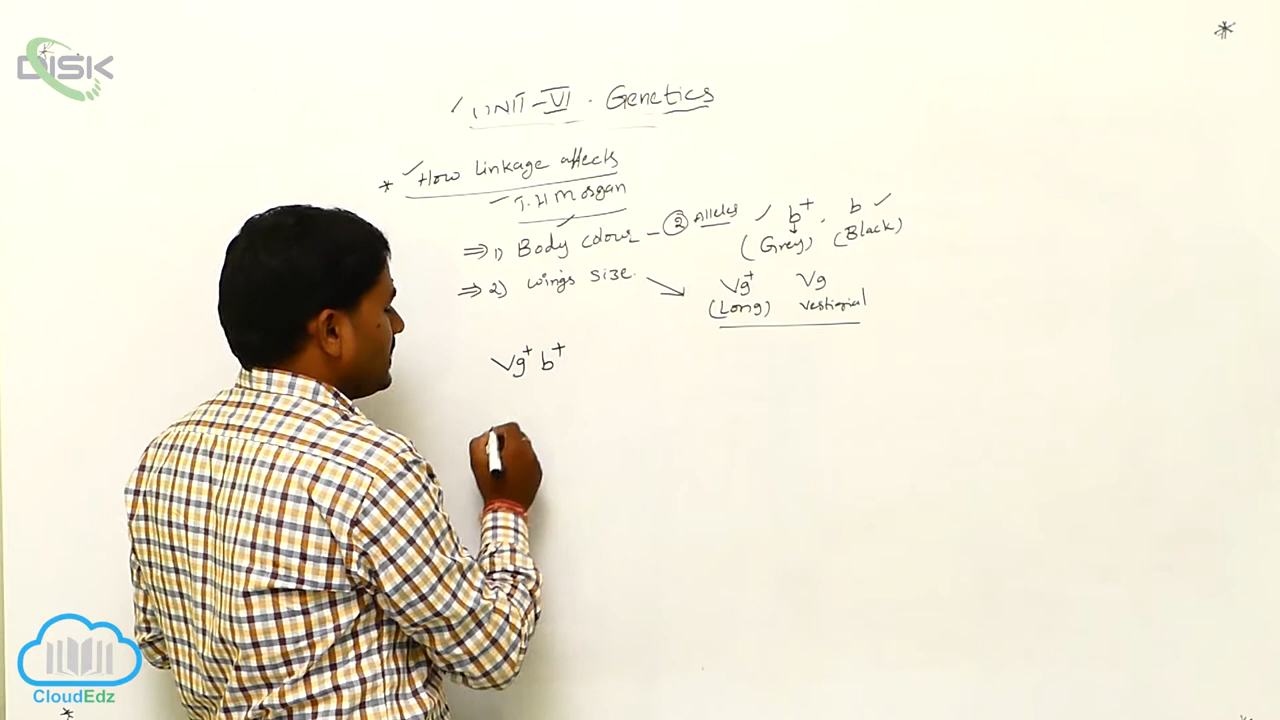 DISK
UNIT-VI. Genetics
* How linkage affects
T.H Morgan
⇒ 1) Body colour - ② Alleles b⁺, b
(Grey) (Black)
⇒ 2) wings size. → Vg⁺ Vg
(Long) vestigial
Vg⁺ b⁺
CloudEdz